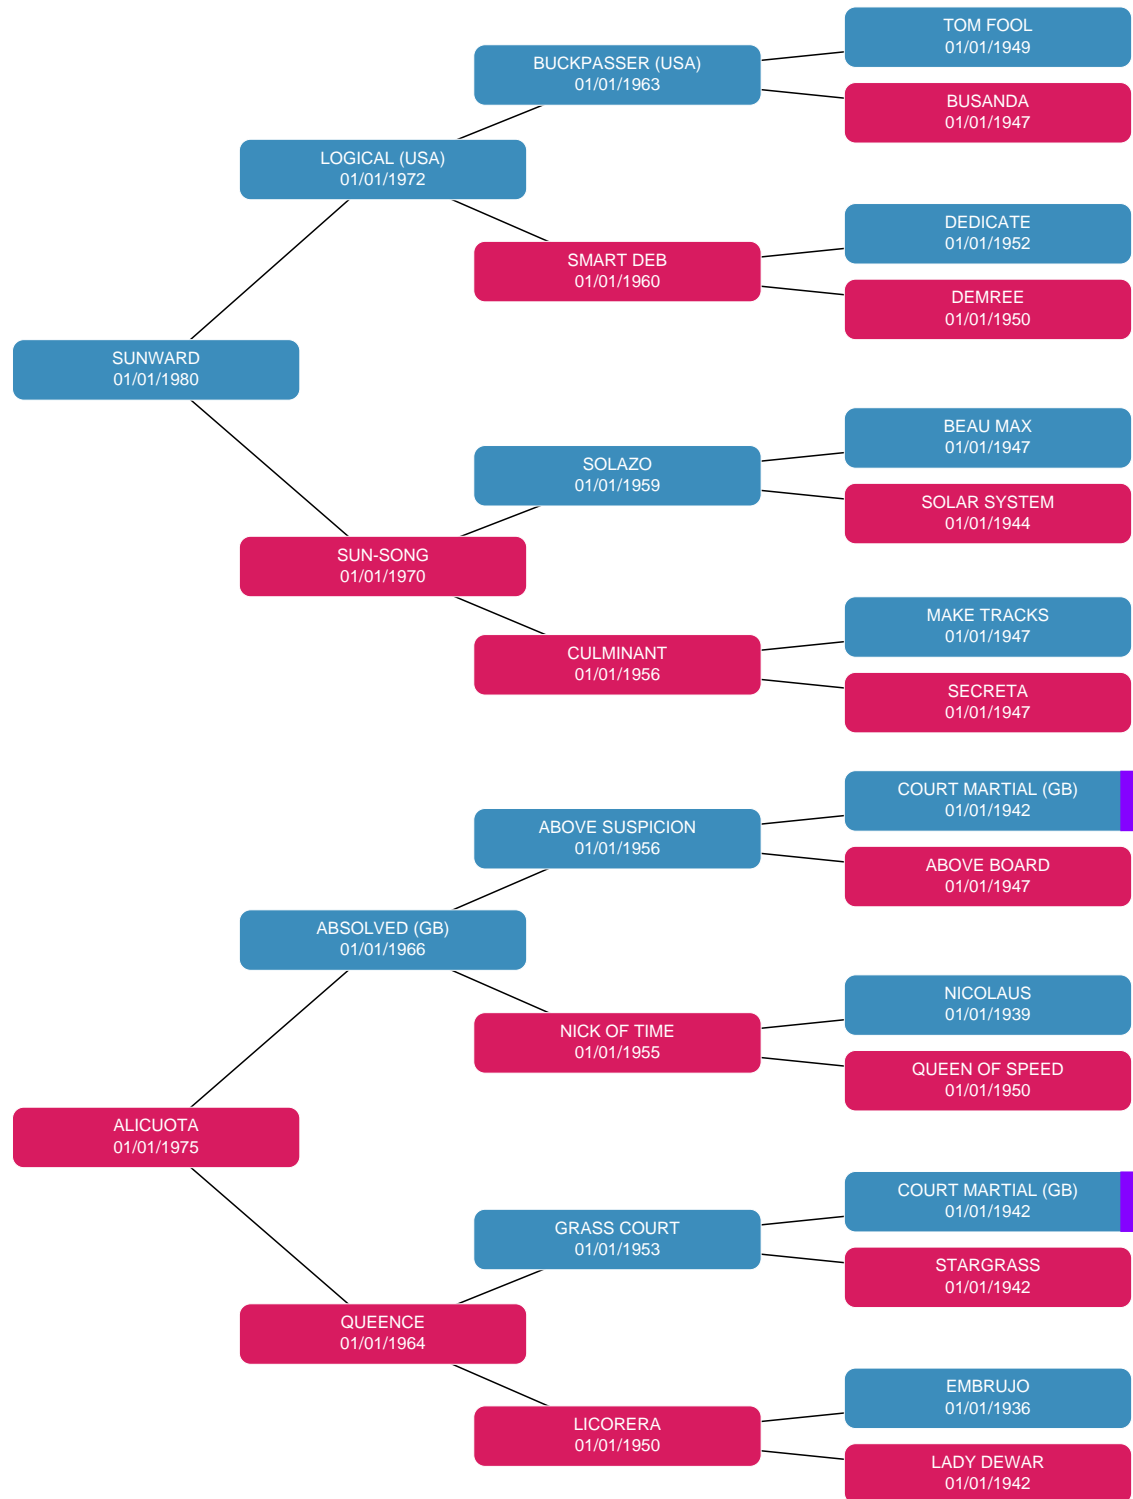 TOM FOOL
01/01/1949
BUCKPASSER (USA)
01/01/1963
BUSANDA
01/01/1947
LOGICAL (USA)
01/01/1972
DEDICATE
01/01/1952
SMART DEB
01/01/1960
DEMREE
01/01/1950
SUNWARD
01/01/1980
BEAU MAX
01/01/1947
SOLAZO
01/01/1959
SOLAR SYSTEM
01/01/1944
SUN-SONG
01/01/1970
MAKE TRACKS
01/01/1947
CULMINANT
01/01/1956
SECRETA
01/01/1947
COURT MARTIAL (GB)
01/01/1942
ABOVE SUSPICION
01/01/1956
ABOVE BOARD
01/01/1947
ABSOLVED (GB)
01/01/1966
NICOLAUS
01/01/1939
NICK OF TIME
01/01/1955
QUEEN OF SPEED
01/01/1950
ALICUOTA
01/01/1975
COURT MARTIAL (GB)
01/01/1942
GRASS COURT
01/01/1953
STARGRASS
01/01/1942
QUEENCE
01/01/1964
EMBRUJO
01/01/1936
LICORERA
01/01/1950
LADY DEWAR
01/01/1942